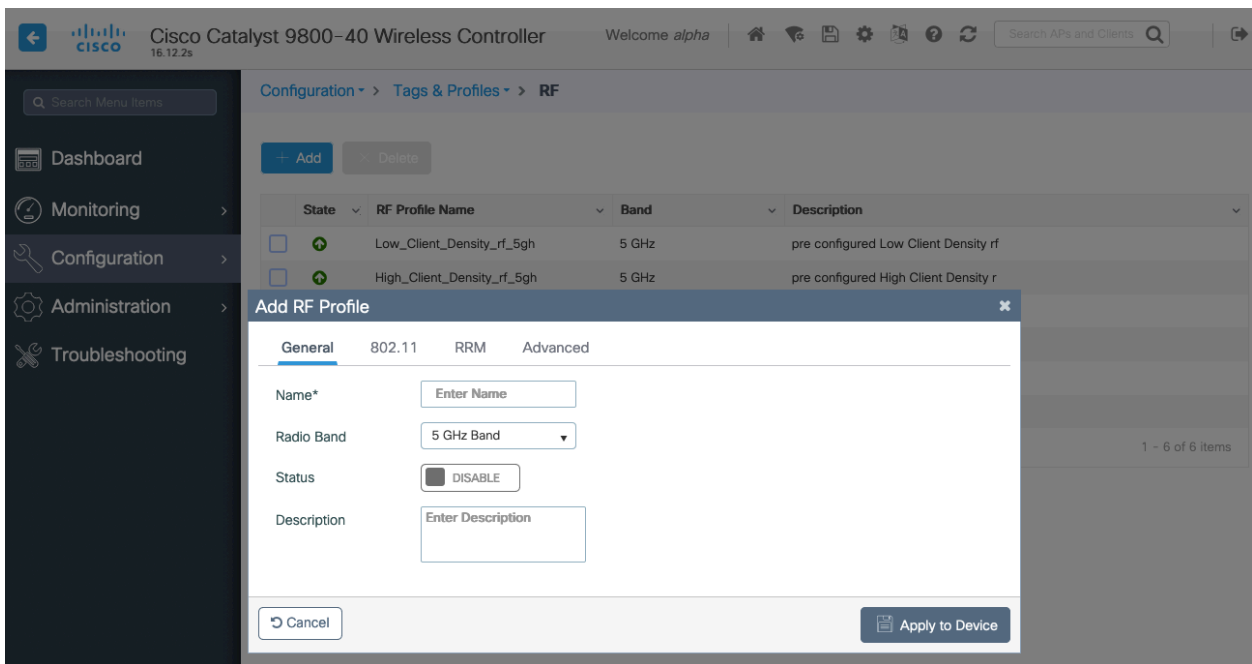 CISCO
Cisco Catalyst 9800-40 Wireless Controller
16.12.2s
Welcome alpha
Search APs and Clients
Search Menu Items
Dashboard
Monitoring
Configuration
Administration
Troubleshooting
Configuration > Tags & Profiles > RF
+ Add
× Delete
State RF Profile Name Band Description
Low_Client_Density_rf_5gh 5 GHz pre configured Low Client Density rf
High_Client_Density_rf_5gh 5 GHz pre configured High Client Density r
1 - 6 of 6 items
Add RF Profile
General 802.11 RRM Advanced
Name* Enter Name
Radio Band 5 GHz Band
Status DISABLE
Description Enter Description
Cancel
Apply to Device